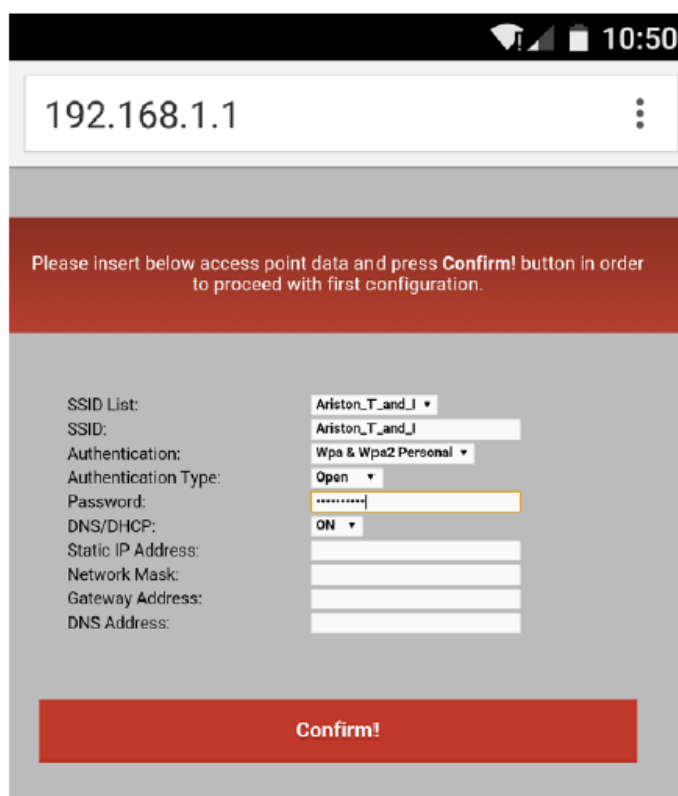 10:50
192.168.1.1
Please insert below access point data and press Confirm! button in order
to proceed with first configuration.
SSID List: Ariston_T_and_I
SSID: Ariston_T_and_I
Authentication: Wpa & Wpa2 Personal
Authentication Type: Open
Password: ••••••••••
DNS/DHCP: ON
Static IP Address:
Network Mask:
Gateway Address:
DNS Address:
Confirm!